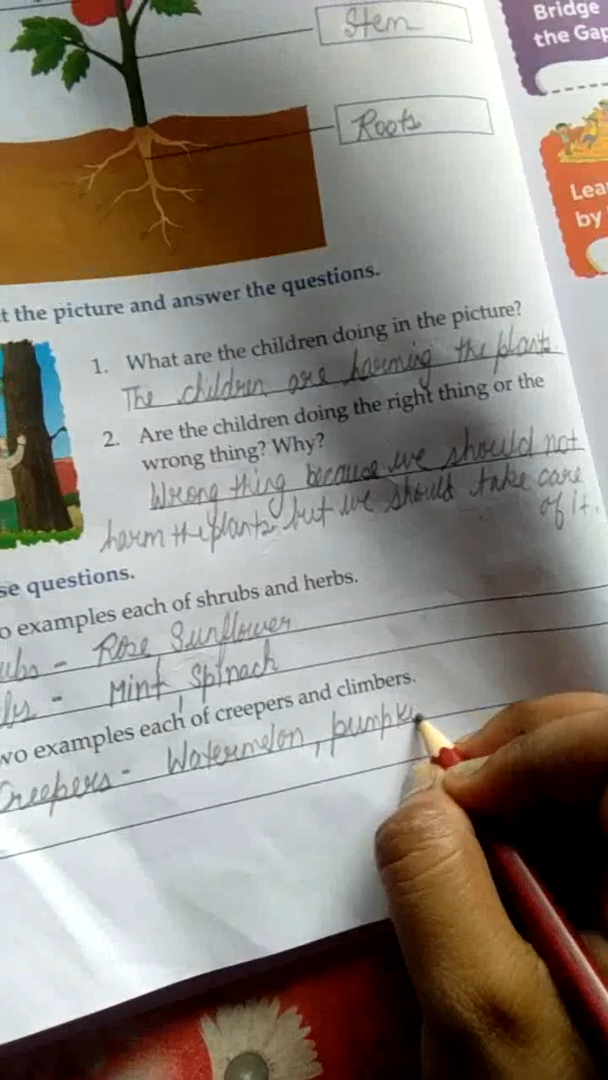 Stem
Bridge
the Gap
Roots
Lea
by
t the picture and answer the questions.
1. What are the children doing in the picture?
The children are harming the plants.
2. Are the children doing the right thing or the
wrong thing? Why?
Wrong thing because we should not
harm the plants but we should take care
of it.
se questions.
o examples each of shrubs and herbs.
ubs - Rose Sunflower
bs - Mint, Spinach
wo examples each of creepers and climbers.
Creepers - Watermelon, pumpki